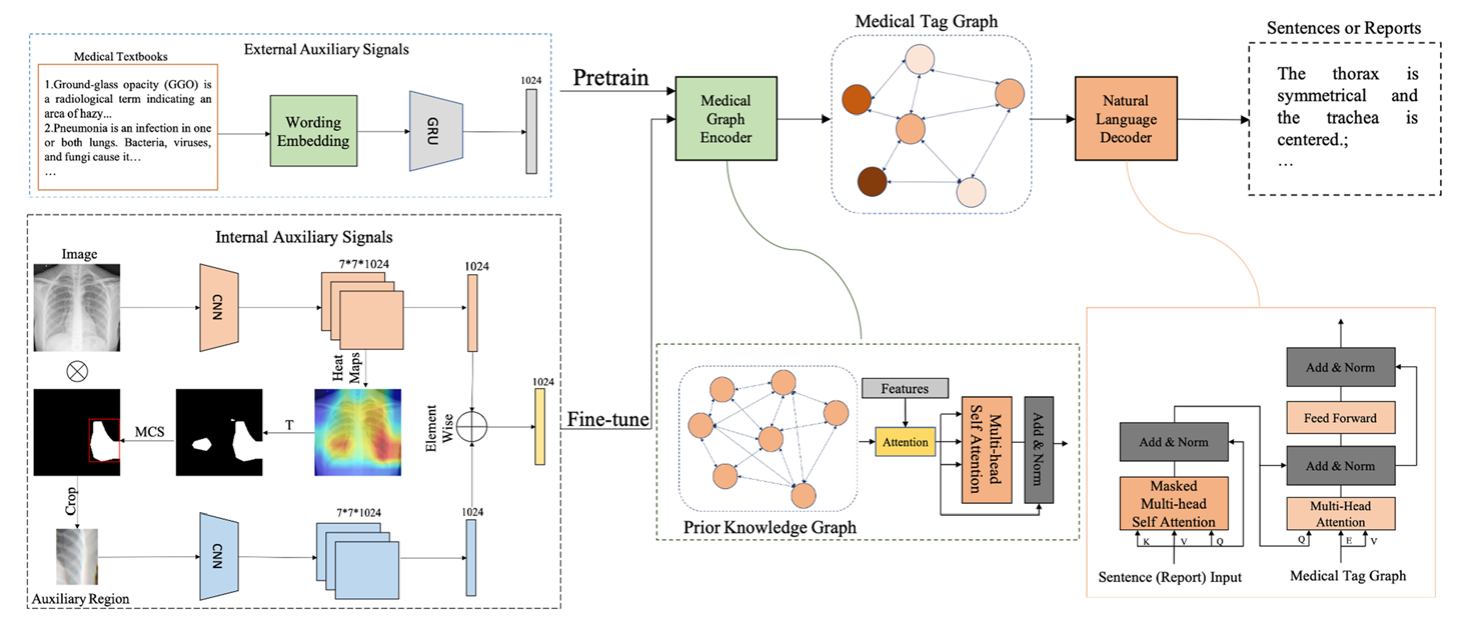 External Auxiliary Signals
Medical Textbooks
1.Ground-glass opacity (GGO) is
a radiological term indicating an
area of hazy...
2.Pneumonia is an infection in one
or both lungs. Bacteria, viruses,
and fungi cause it…
…
Wording
Embedding
GRU
1024
Pretrain
Medical
Graph
Encoder
Medical Tag Graph
Natural
Language
Decoder
Sentences or Reports
The thorax is
symmetrical and
the trachea is
centered.;
…
Internal Auxiliary Signals
Image
CNN
7*7*1024
1024
Heat
Maps
T
MCS
Crop
Auxiliary Region
CNN
7*7*1024
1024
Element
Wise
1024
Fine-tune
Prior Knowledge Graph
Features
Attention
Multi-head
Self Attention
Add & Norm
Add & Norm
Masked
Multi-head
Self Attention
K
V
Q
Sentence (Report) Input
Add & Norm
Feed Forward
Add & Norm
Multi-Head
Attention
Q
E
V
Medical Tag Graph